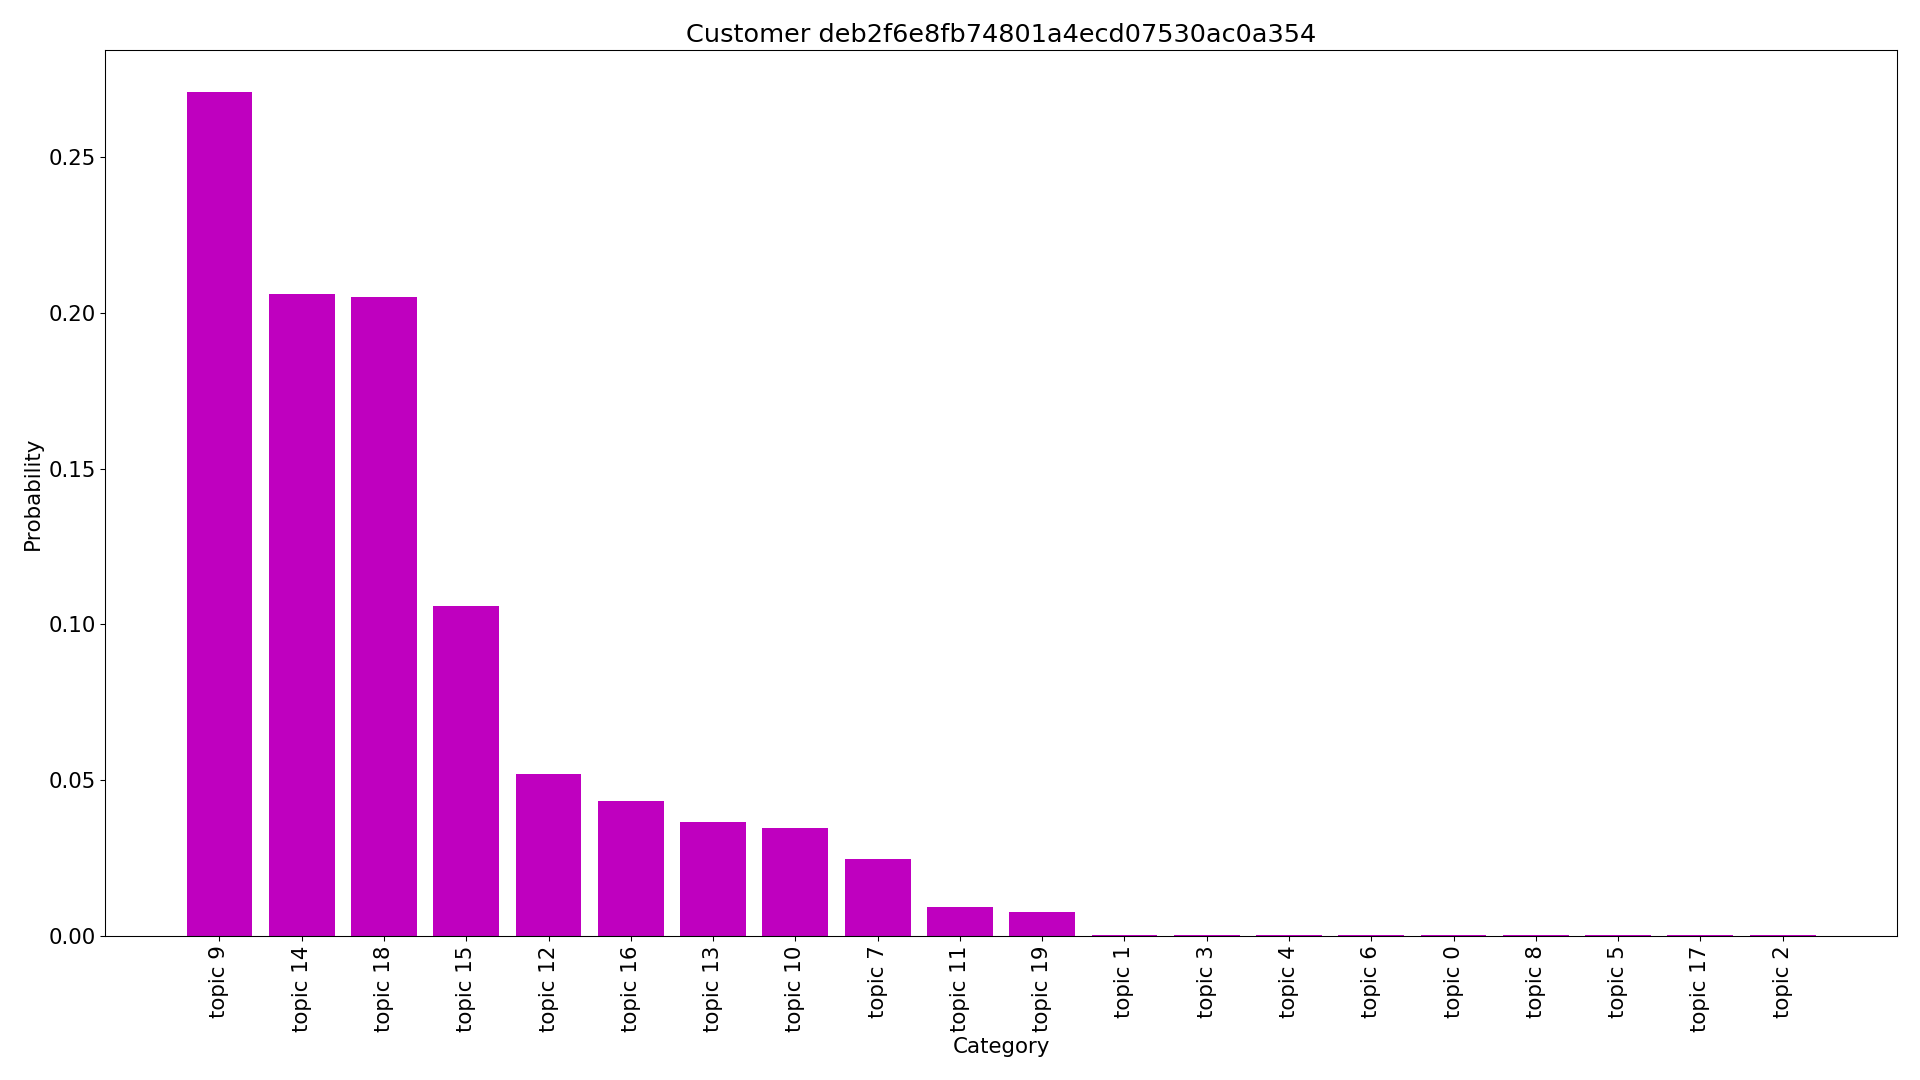 Customer deb2f6e8fb74801a4ecd07530ac0a354
Probability
0.25
0.20
0.15
0.10
0.05
0.00
topic 9
topic 14
topic 18
topic 15
topic 12
topic 16
topic 13
topic 10
topic 7
topic 11
topic 19
topic 1
topic 3
topic 4
topic 6
topic 0
topic 8
topic 5
topic 17
topic 2
Category